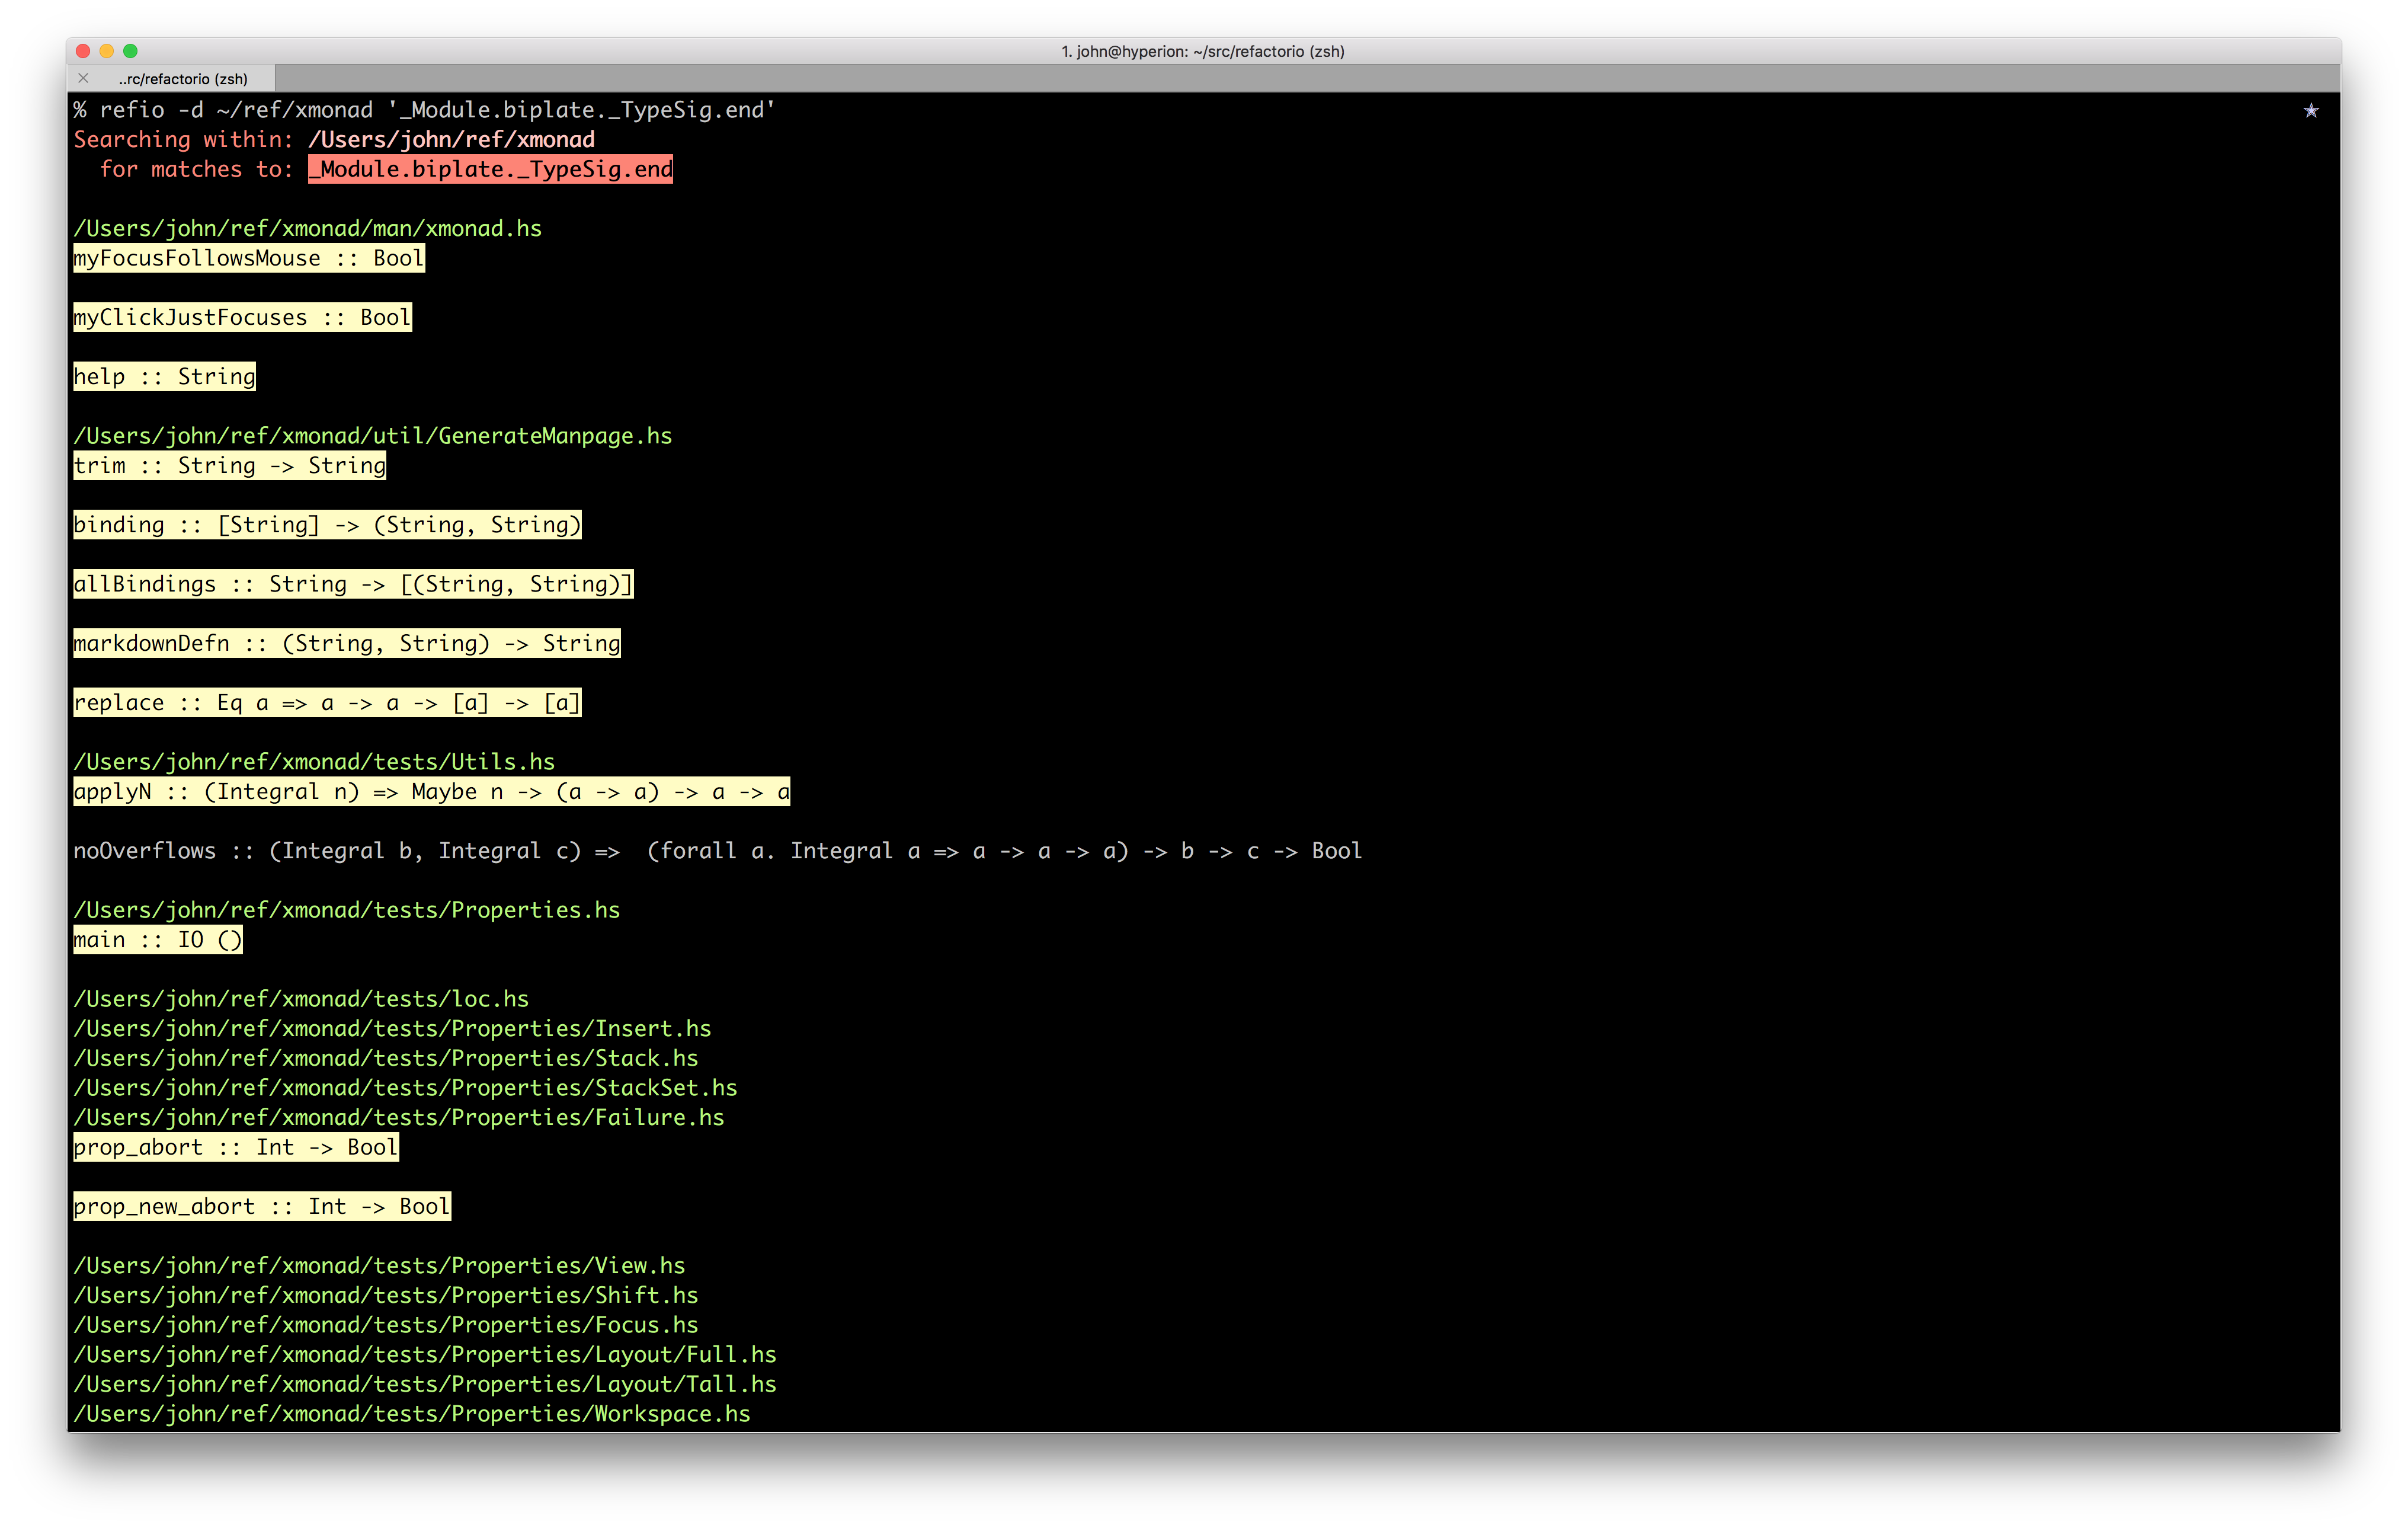 1. john@hyperion: ~/src/refactorio (zsh)
..rc/refactorio (zsh)
% refio -d ~/ref/xmonad '_Module.biplate._TypeSig.end'
Searching within: /Users/john/ref/xmonad
for matches to: _Module.biplate._TypeSig.end
/Users/john/ref/xmonad/man/xmonad.hs
myFocusFollowsMouse :: Bool
myClickJustFocuses :: Bool
help :: String
/Users/john/ref/xmonad/util/GenerateManpage.hs
trim :: String -> String
binding :: [String] -> (String, String)
allBindings :: String -> [(String, String)]
markdownDefn :: (String, String) -> String
replace :: Eq a => a -> a -> [a] -> [a]
/Users/john/ref/xmonad/tests/Utils.hs
applyN :: (Integral n) => Maybe n -> (a -> a) -> a -> a
noOverflows :: (Integral b, Integral c) =>  (forall a. Integral a => a -> a -> a) -> b -> c -> Bool
/Users/john/ref/xmonad/tests/Properties.hs
main :: IO ()
/Users/john/ref/xmonad/tests/loc.hs
/Users/john/ref/xmonad/tests/Properties/Insert.hs
/Users/john/ref/xmonad/tests/Properties/Stack.hs
/Users/john/ref/xmonad/tests/Properties/StackSet.hs
/Users/john/ref/xmonad/tests/Properties/Failure.hs
prop_abort :: Int -> Bool
prop_new_abort :: Int -> Bool
/Users/john/ref/xmonad/tests/Properties/View.hs
/Users/john/ref/xmonad/tests/Properties/Shift.hs
/Users/john/ref/xmonad/tests/Properties/Focus.hs
/Users/john/ref/xmonad/tests/Properties/Layout/Full.hs
/Users/john/ref/xmonad/tests/Properties/Layout/Tall.hs
/Users/john/ref/xmonad/tests/Properties/Workspace.hs